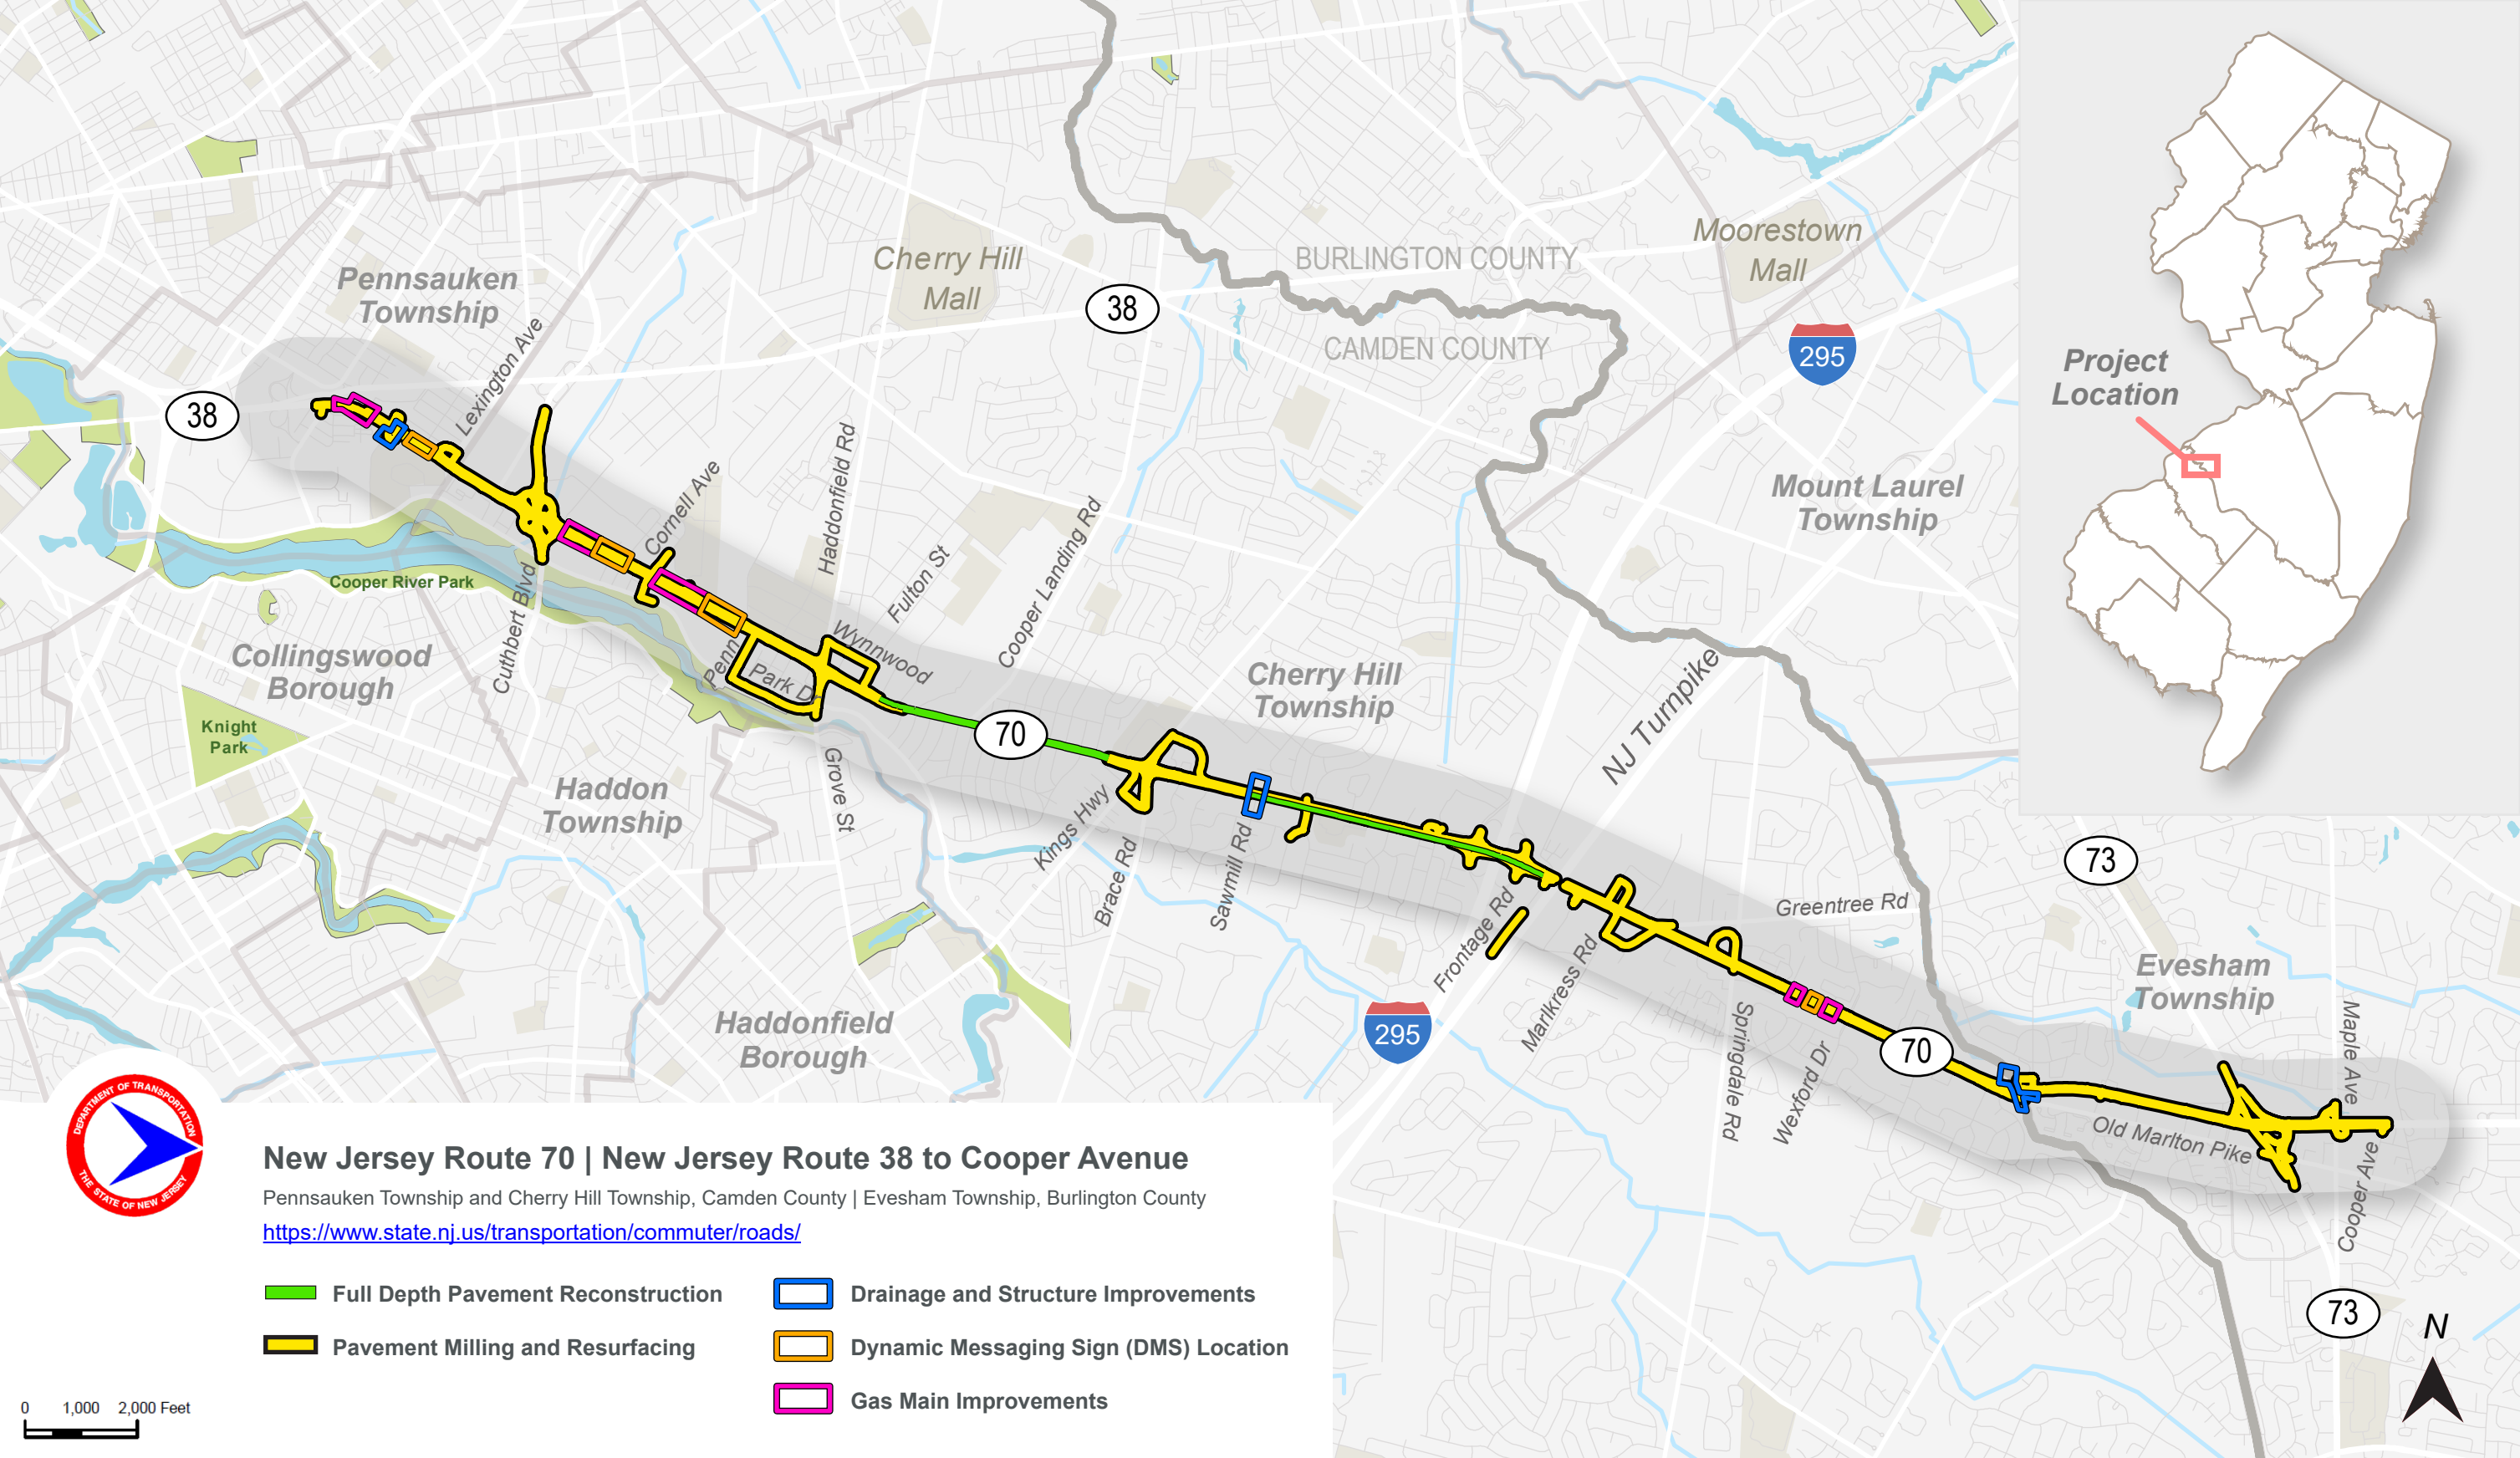 Pennsauken
Township
Cherry Hill
Mall
38
BURLINGTON COUNTY
CAMDEN COUNTY
Moorestown
Mall
295
Project
Location
38
Lexington Ave
Cornell Ave
Haddonfield Rd
Fulton St
Cooper Landing Rd
Mount Laurel
Township
Cooper River Park
Cuthbert Blvd
Collingswood
Borough
Knight
Park
Penn
Park Dr
Wynnwood
70
Cherry Hill
Township
NJ Turnpike
Haddon
Township
Grove St
Kings Hwy
Brace Rd
Sawmill Rd
Frontage Rd
Marlkress Rd
Greentree Rd
73
Evesham
Township
Haddonfield
Borough
295
Springdale Rd
Wexford Dr
70
Maple Ave
Old Marlton Pike
Cooper Ave
73
N
DEPARTMENT OF TRANSPORTATION
THE STATE OF NEW JERSEY
New Jersey Route 70 | New Jersey Route 38 to Cooper Avenue
Pennsauken Township and Cherry Hill Township, Camden County | Evesham Township, Burlington County
https://www.state.nj.us/transportation/commuter/roads/
Full Depth Pavement Reconstruction
Pavement Milling and Resurfacing
Drainage and Structure Improvements
Dynamic Messaging Sign (DMS) Location
Gas Main Improvements
0 1,000 2,000 Feet